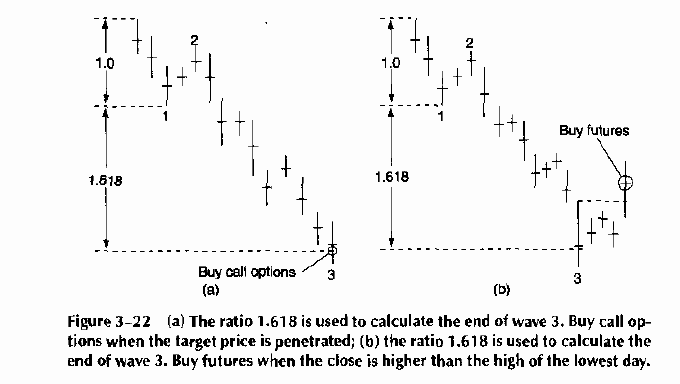 2
2
1.0
1.0
1
1
Buy futures
1.618
1.618
Buy call options
3
3
(a)
(b)
Figure 3-22 (a) The ratio 1.618 is used to calculate the end of wave 3. Buy call op-
tions when the target price is penetrated; (b) the ratio 1.618 is used to calculate the
end of wave 3. Buy futures when the close is higher than the high of the lowest day.